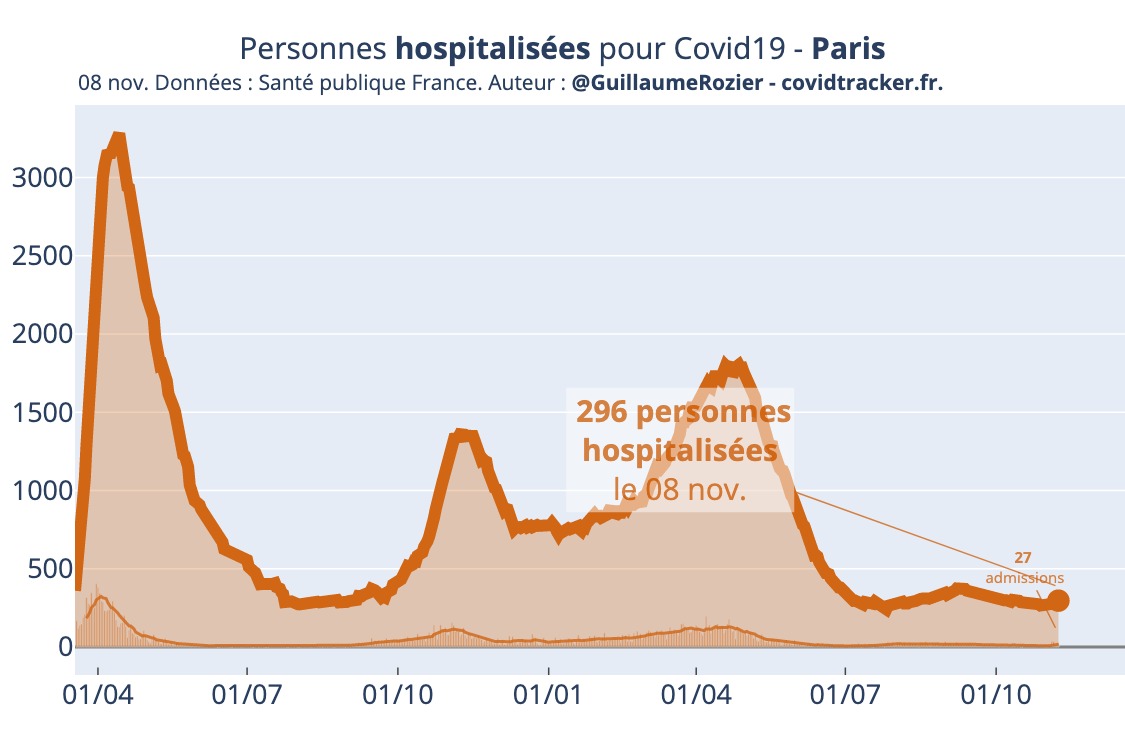 Personnes hospitalisées pour Covid19 - Paris
08 nov. Données : Santé publique France. Auteur : @GuillaumeRozier - covidtracker.fr.
3000
2500
2000
1500
1000
500
0
296 personnes
hospitalisées
le 08 nov.
27
admissions
01/04 01/07 01/10 01/01 01/04 01/07 01/10